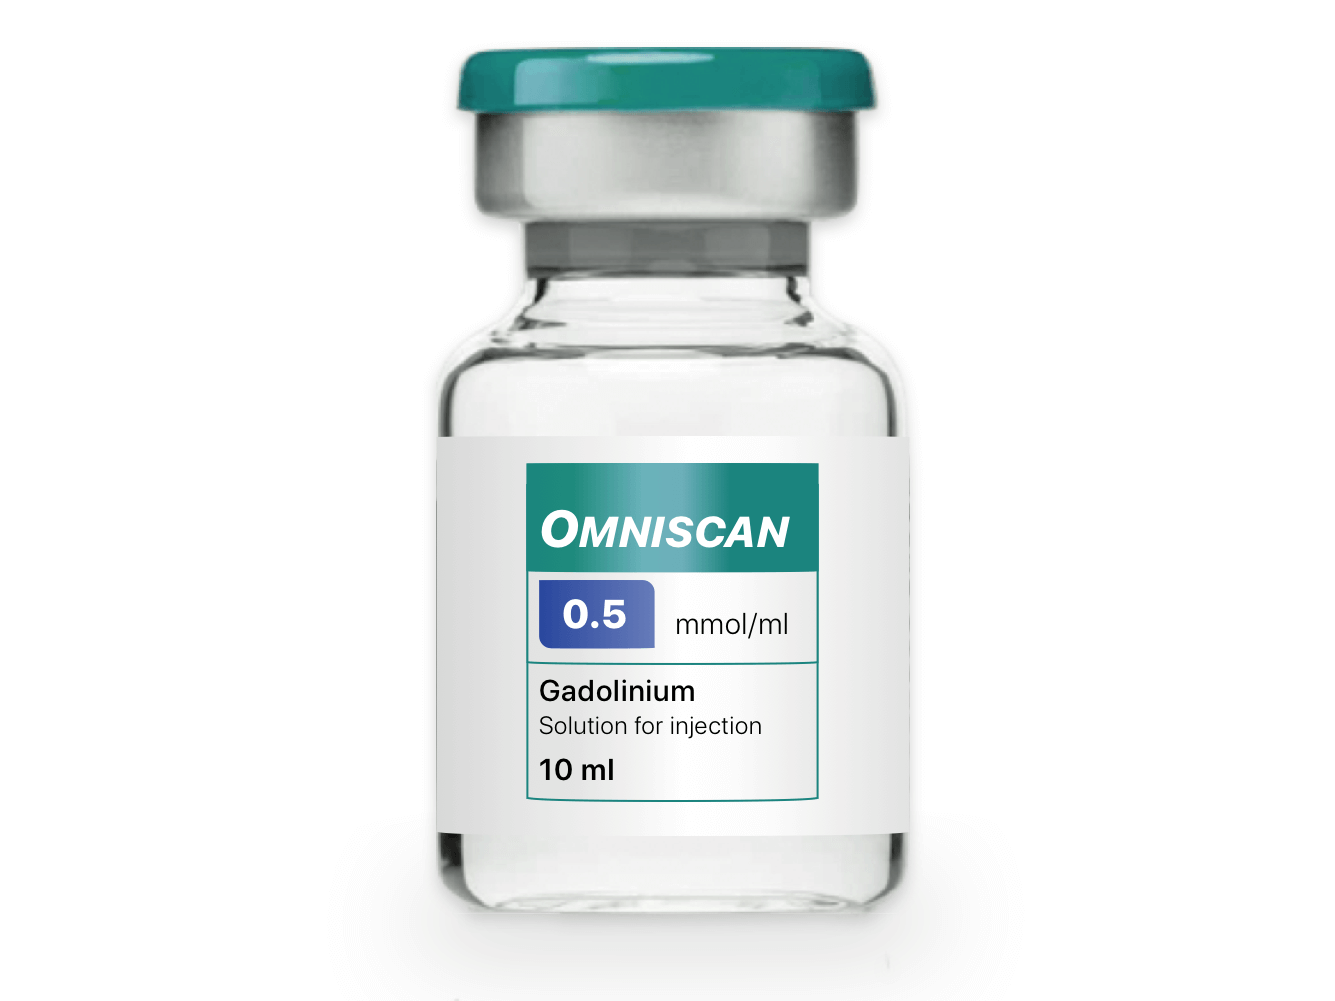 OMNISCAN
0.5 mmol/ml
Gadolinium
Solution for injection
10 ml